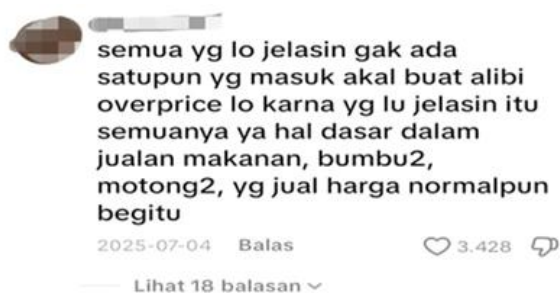 semua yg lo jelasin gak ada
satupun yg masuk akal buat alibi
overprice lo karna yg lu jelasin itu
semuanya ya hal dasar dalam
jualan makanan, bumbu2,
motong2, yg jual harga normalpun
begitu
2025-07-04 Balas 3.428
Lihat 18 balasan